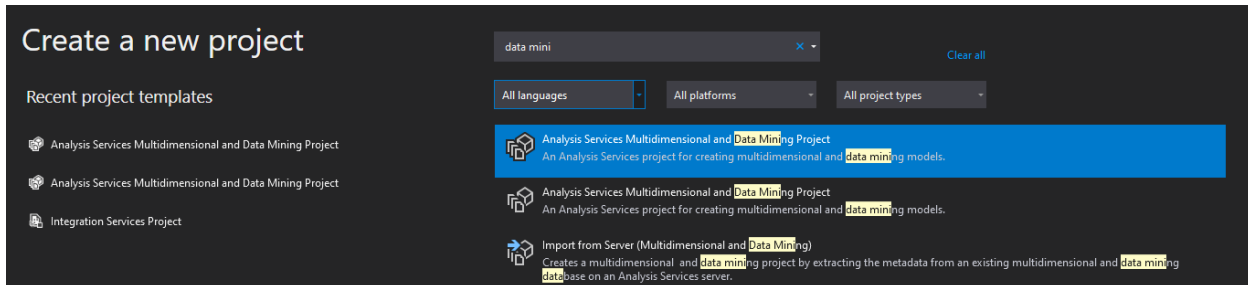 Create a new project
data mini
Clear all
Recent project templates
All languages
All platforms
All project types
Analysis Services Multidimensional and Data Mining Project
Analysis Services Multidimensional and Data Mining Project
Integration Services Project
Analysis Services Multidimensional and Data Mining Project
An Analysis Services project for creating multidimensional and data mining models.
Analysis Services Multidimensional and Data Mining Project
An Analysis Services project for creating multidimensional and data mining models.
Import from Server (Multidimensional and Data Mining)
Creates a multidimensional and data mining project by extracting the metadata from an existing multidimensional and data mining
database on an Analysis Services server.